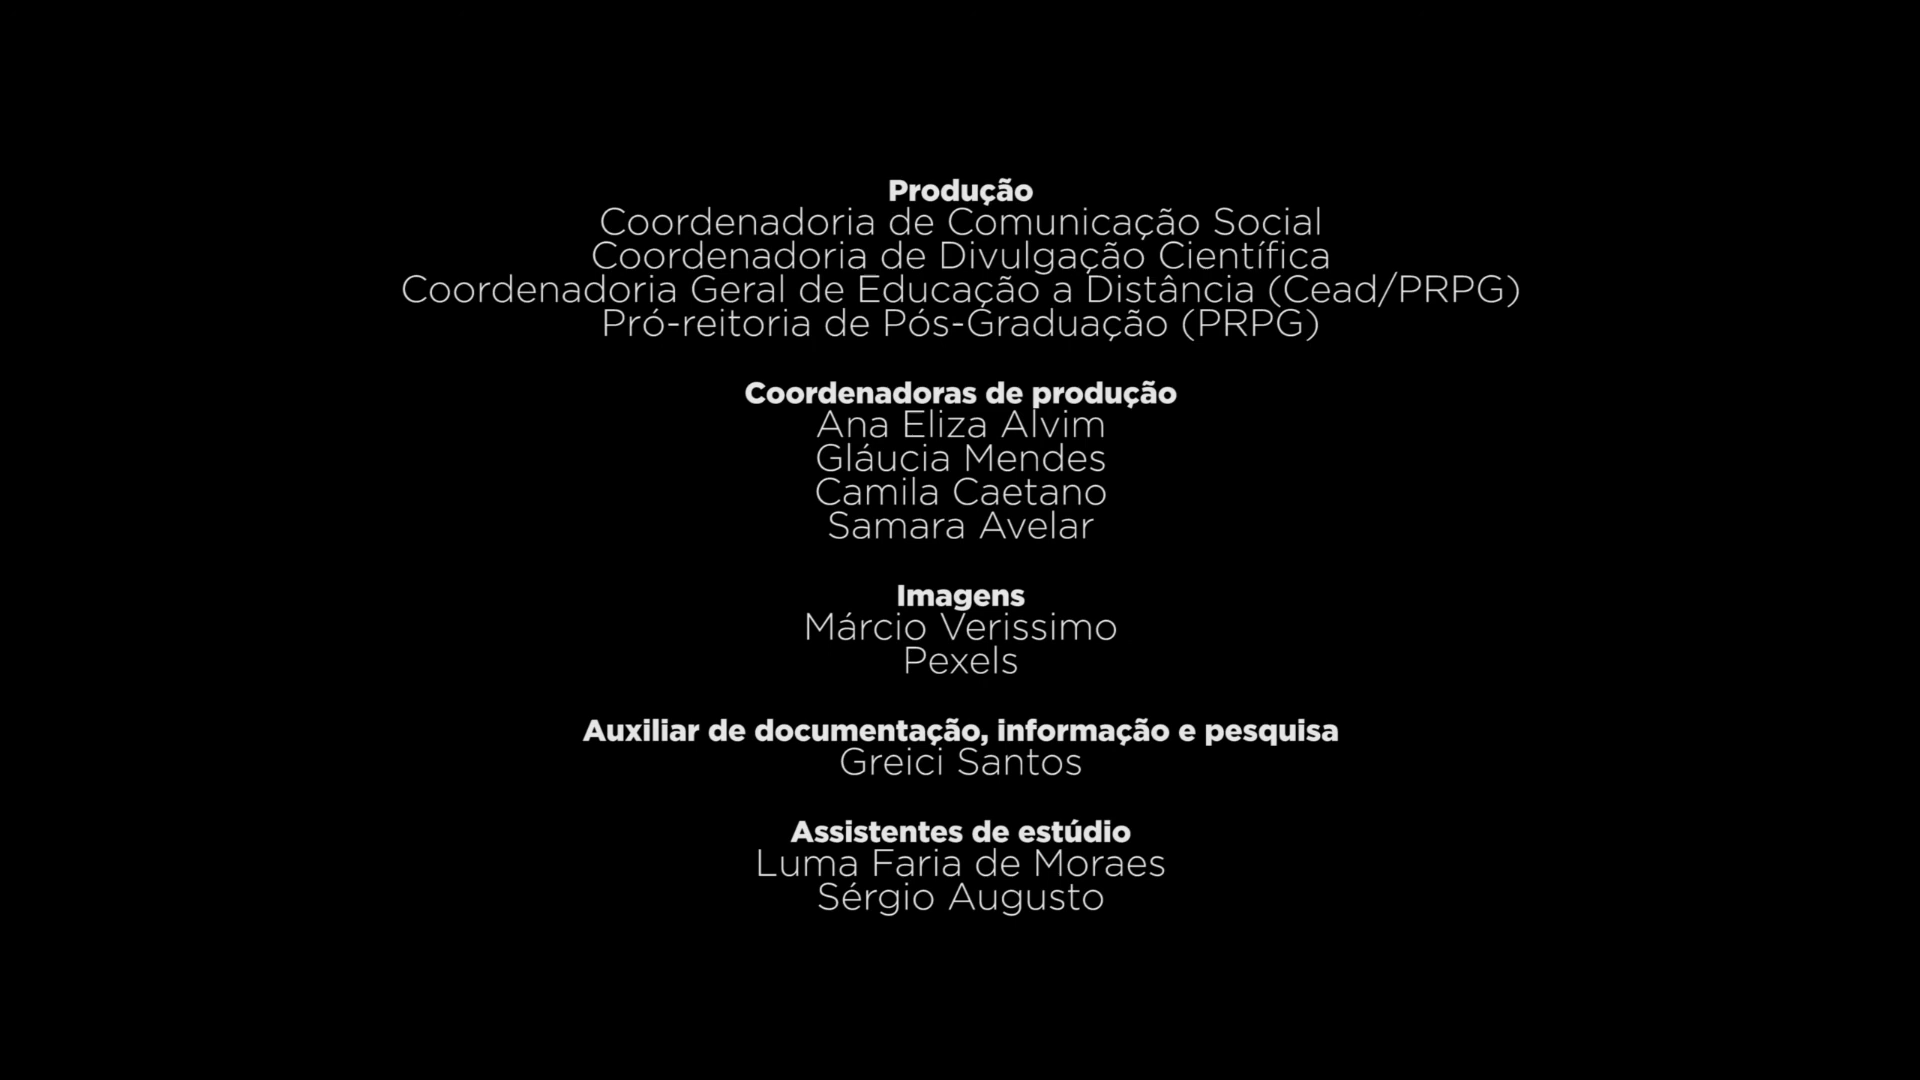 Produção
Coordenadoria de Comunicação Social
Coordenadoria de Divulgação Científica
Coordenadoria Geral de Educação a Distância (Cead/PRPG)
Pró-reitoria de Pós-Graduação (PRPG)
Coordenadoras de produção
Ana Eliza Alvim
Gláucia Mendes
Camila Caetano
Samara Avelar
Imagens
Márcio Verissimo
Pexels
Auxiliar de documentação, informação e pesquisa
Greici Santos
Assistentes de estúdio
Luma Faria de Moraes
Sérgio Augusto